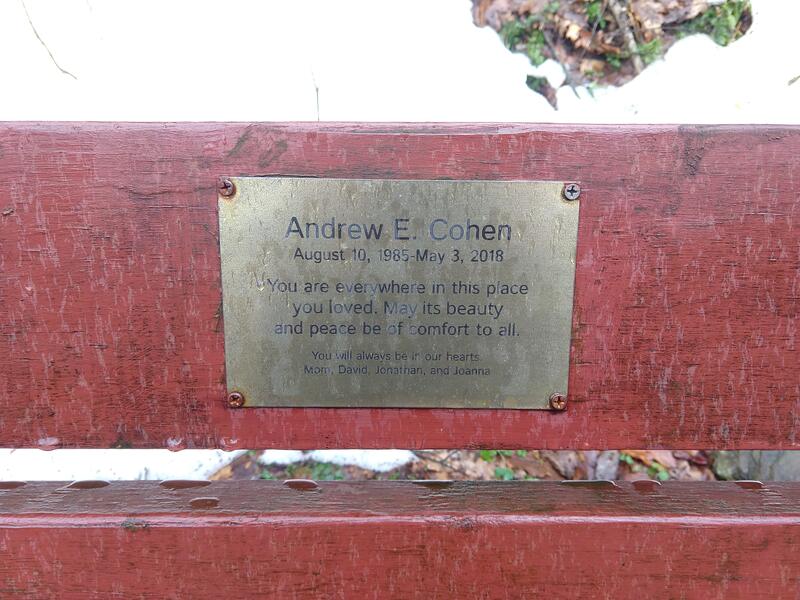 Andrew E. Cohen
August 10, 1985-May 3, 2018
You are everywhere in this place
you loved. May its beauty
and peace be of comfort to all.
You will always be in our hearts.
Mom, David, Jonathan, and Joanna